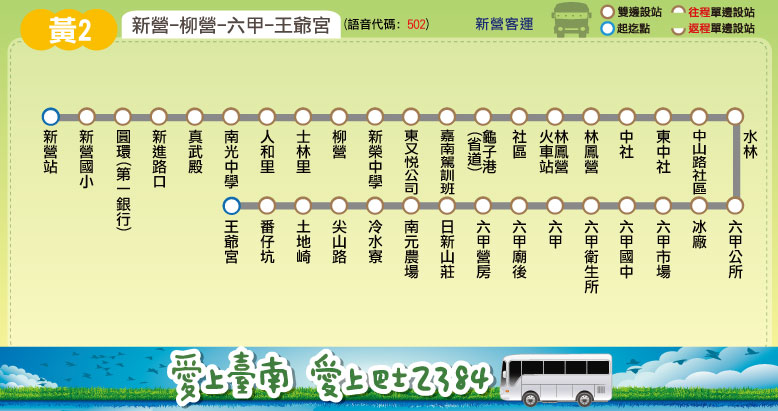 黃2
新營-柳營-六甲-王爺宮
(語音代碼: 502)
新營客運
雙邊設站
往程單邊設站
起迄點
返程單邊設站
新營站
新營國小
圓環(第一銀行)
新進路口
真武殿
南光中學
人和里
士林里
柳營
新榮中學
東又悅公司
嘉南駕訓班
龜子港
(省道)
社區
林鳳營
火車站
林鳳營
中社
東中社
中山路社區
水林
王爺宮
番仔坑
土地崎
尖山路
冷水寮
南元農場
日新山莊
六甲營房
六甲廟後
六甲
六甲衛生所
六甲國中
六甲市場
冰廠
六甲公所
愛上臺南 愛上巴士2384